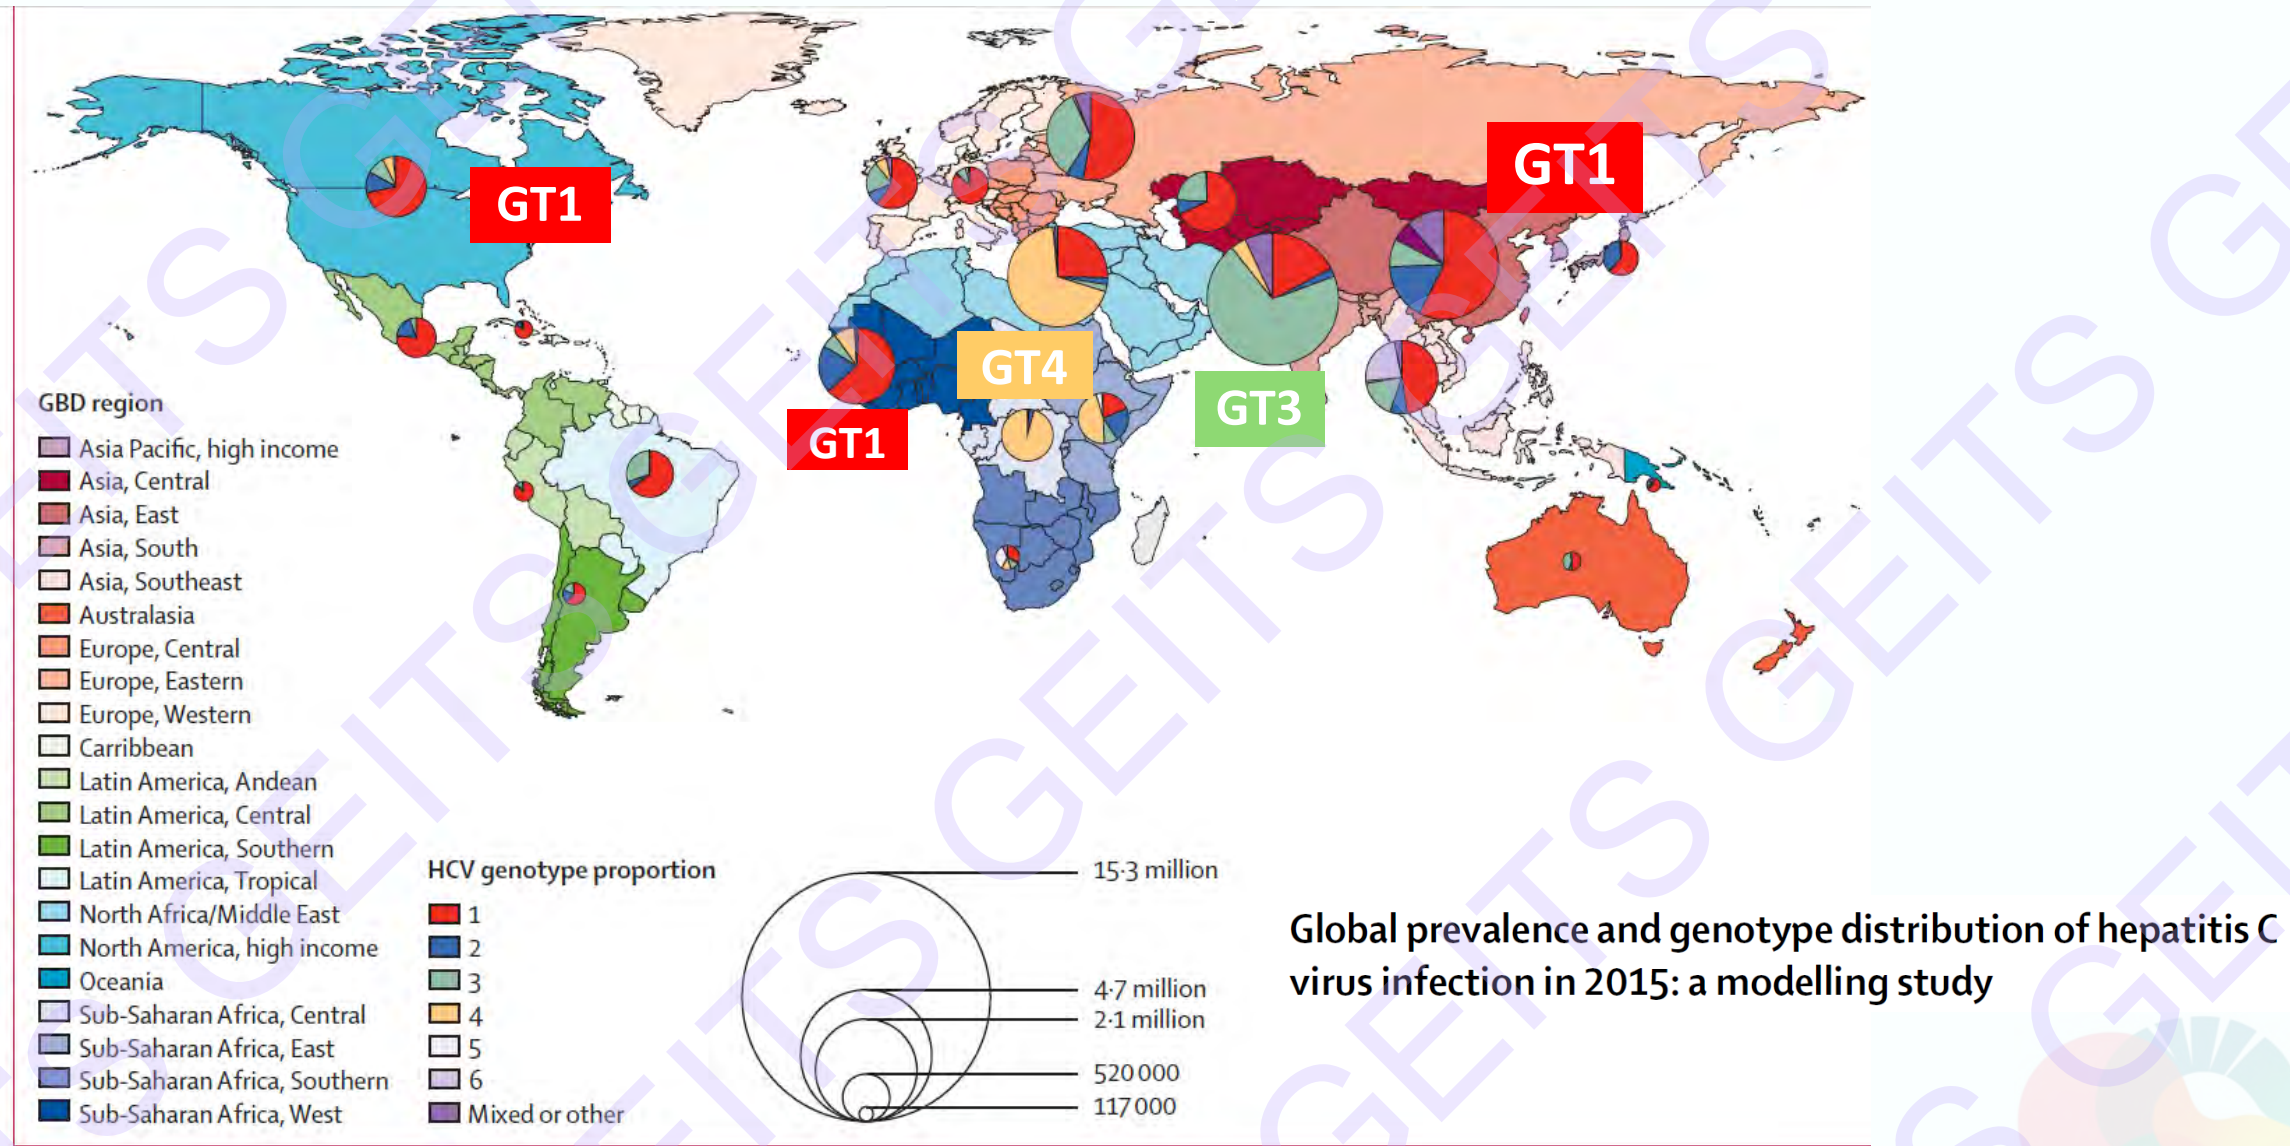 GT1
GT1
GT4
GT3
GT1
GBD region
Asia Pacific, high income
Asia, Central
Asia, East
Asia, South
Asia, Southeast
Australasia
Europe, Central
Europe, Eastern
Europe, Western
Carribbean
Latin America, Andean
Latin America, Central
Latin America, Southern
Latin America, Tropical
North Africa/Middle East
North America, high income
Oceania
Sub-Saharan Africa, Central
Sub-Saharan Africa, East
Sub-Saharan Africa, Southern
Sub-Saharan Africa, West
HCV genotype proportion
1
2
3
4
5
6
Mixed or other
15·3 million
4·7 million
2·1 million
520 000
117 000
Global prevalence and genotype distribution of hepatitis C
virus infection in 2015: a modelling study
GEITS GEITS GEITS GEITS